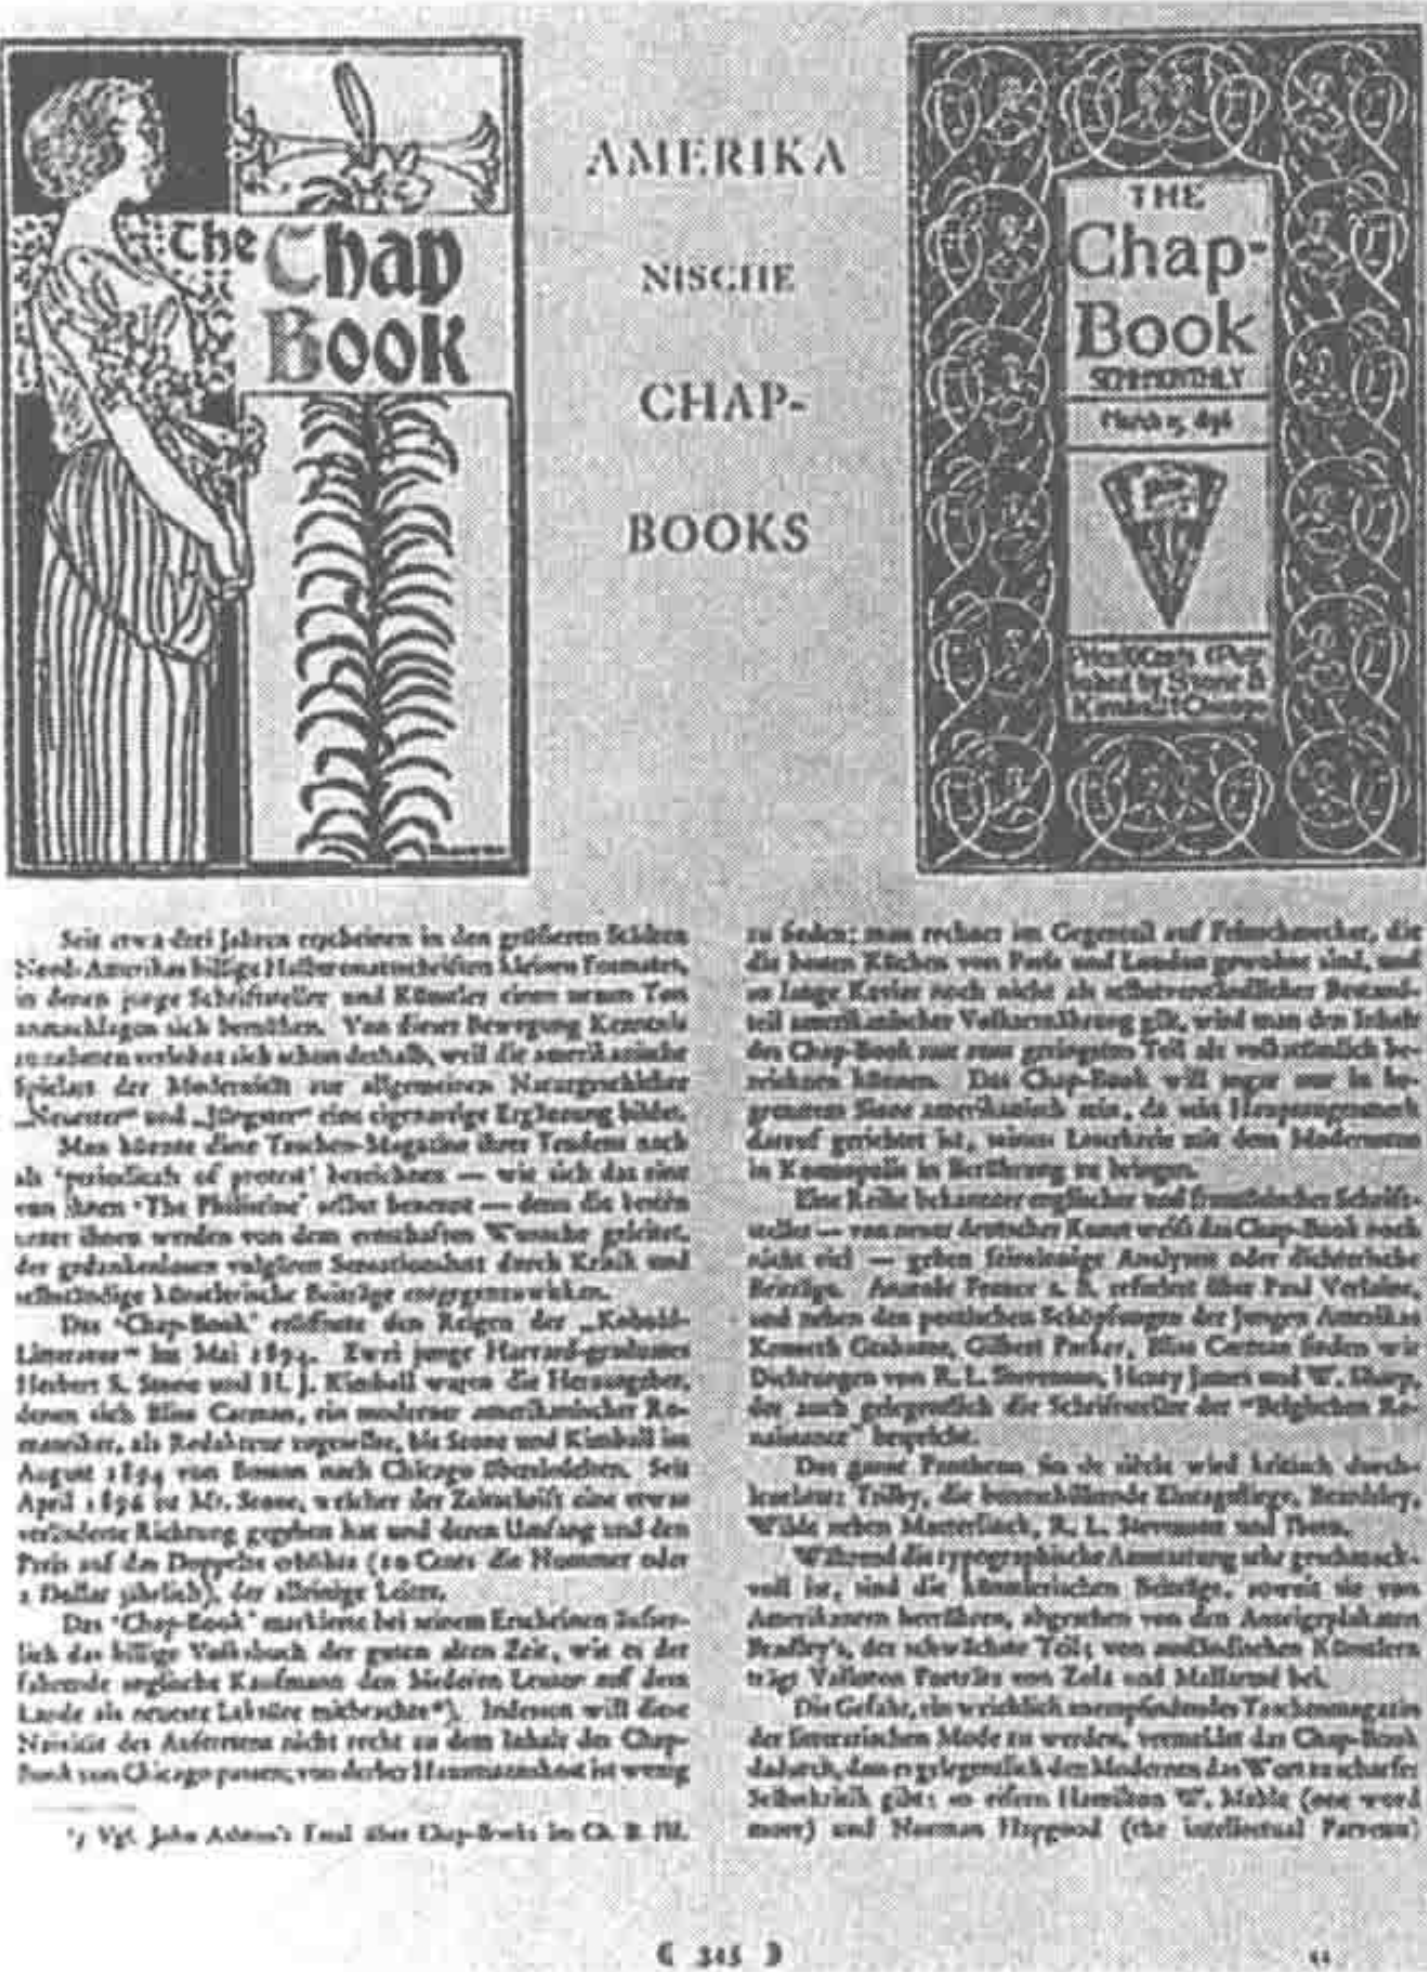 The Chap
Book
AMERIKA
NISCHE
CHAP-
BOOKS
THE
Chap-
Book
SEMI-MONTHLY
March 15, 1896
Price 10 Cents Pub-
lished by Stone &
Kimball Chicago
Seit etwa drei Jahren erscheinen in den größeren Städten
Nord-Amerikas billige Halbmonatsschriften kleinen Formates,
in denen junge Schriftsteller und Künstler einen neuen Ton
anzuschlagen sich bemühen. Von dieser Bewegung Kenntnis
zu nehmen verlohnt sich schon deshalb, weil die amerikanische
Spielart der Modernität zur allgemeinen Naturgeschichte
„Neuester“ und „Jüngster“ eine eigenartige Ergänzung bildet.
Man könnte diese Taschen-Magazine ihrer Tendenz nach
als 'periodicals of protest' bezeichnen — wie sich das eine
von ihnen 'The Philistine' selbst benennt — denn die besten
unter ihnen werden von dem ernsthaften Wunsche geleitet,
der gedankenlosen vulgären Sensationslust durch Kritik und
selbständige künstlerische Beiträge entgegenzuwirken.
Das 'Chap-Book' eröffnete den Reigen der „Kobold-
Litteratur“ im Mai 1894. Zwei junge Harvard-graduates
Herbert S. Stone und H. J. Kimball waren die Herausgeber,
denen sich Bliss Carman, ein moderner amerikanischer Ro-
mantiker, als Redakteur zugesellte, bis Stone und Kimball im
August 1894 von Boston nach Chicago übersiedelten. Seit
April 1896 ist Mr. Stone, welcher der Zeitschrift eine etwas
veränderte Richtung gegeben hat und deren Umfang und den
Preis auf das Doppelte erhöhte (10 Cents die Nummer oder
2 Dollar jährlich), der alleinige Leiter.
Das 'Chap-Book' markierte bei seinem Erscheinen äußer-
lich das billige Volksbuch der guten alten Zeit, wie es der
fahrende englische Kaufmann den biederen Leuten auf dem
Lande als neueste Lektüre mitbrachte*). Indessen will diese
Naivität des Auftretens nicht recht zu dem Inhalt des Chap-
Book von Chicago passen; von derber Hausmannskost ist wenig
*) Vgl. John Ashton's Essai über Chap-Books im Ch. B. III.
zu finden; man rechnet im Gegenteil auf Feinschmecker, die
die besten Küchen von Paris und London gewohnt sind, und
so lange Kaviar noch nicht als selbstverständlicher Bestand-
teil amerikanischer Volksernährung gilt, wird man den Inhalt
des Chap-Book nur zum geringsten Teil als volkstümlich be-
zeichnen können. Das Chap-Book will sogar nur in be-
grenztem Sinne amerikanisch sein, da sein Hauptaugenmerk
darauf gerichtet ist, seinen Leserkreis mit dem Modernsten
in Kosmopolis in Berührung zu bringen.
Eine Reihe bekannter englischer und französischer Schrift-
steller — von neuer deutscher Kunst weiß das Chap-Book noch
nicht viel — geben feinsinnige Analysen oder dichterische
Beiträge. Anatole France z. B. referiert über Paul Verlaine,
und neben den poetischen Schöpfungen der jungen Amerikas
Kenneth Grahame, Gilbert Parker, Bliss Carman finden wir
Dichtungen von R. L. Stevenson, Henry James und W. Sharp,
der auch gelegentlich die Schriftsteller der "Belgischen Re-
naissance" bespricht.
Das ganze Pantheon fin de siècle wird kritisch durch-
leuchtet: Trilby, die Eintagsfliege, Beardsley,
Wilde neben Maeterlinck, R. L. Stevenson und
Während die typographische Ausstattung sehr geschmack-
voll ist, sind die künstlerischen Beiträge, soweit sie von
Amerikanern herrühren, abgesehen von den Anzeigeplakaten
Bradley's, der schwächste Teil; von ausländischen Künstlern
trägt Valloton Porträts von Zola und Mallarmé bei.
Die Gefahr, ein weichlich Taschenmagazin
der literarischen Mode zu werden, vermeidet das Chap-Book
dadurch, dass es gelegentlich den Modernen das Wort zu scharfer
Selbstkritik gibt; so eifern Hamilton W. Mabie (one word
more) und Norman Hapgood (the intellectual Parvenu)
( 345 )
44